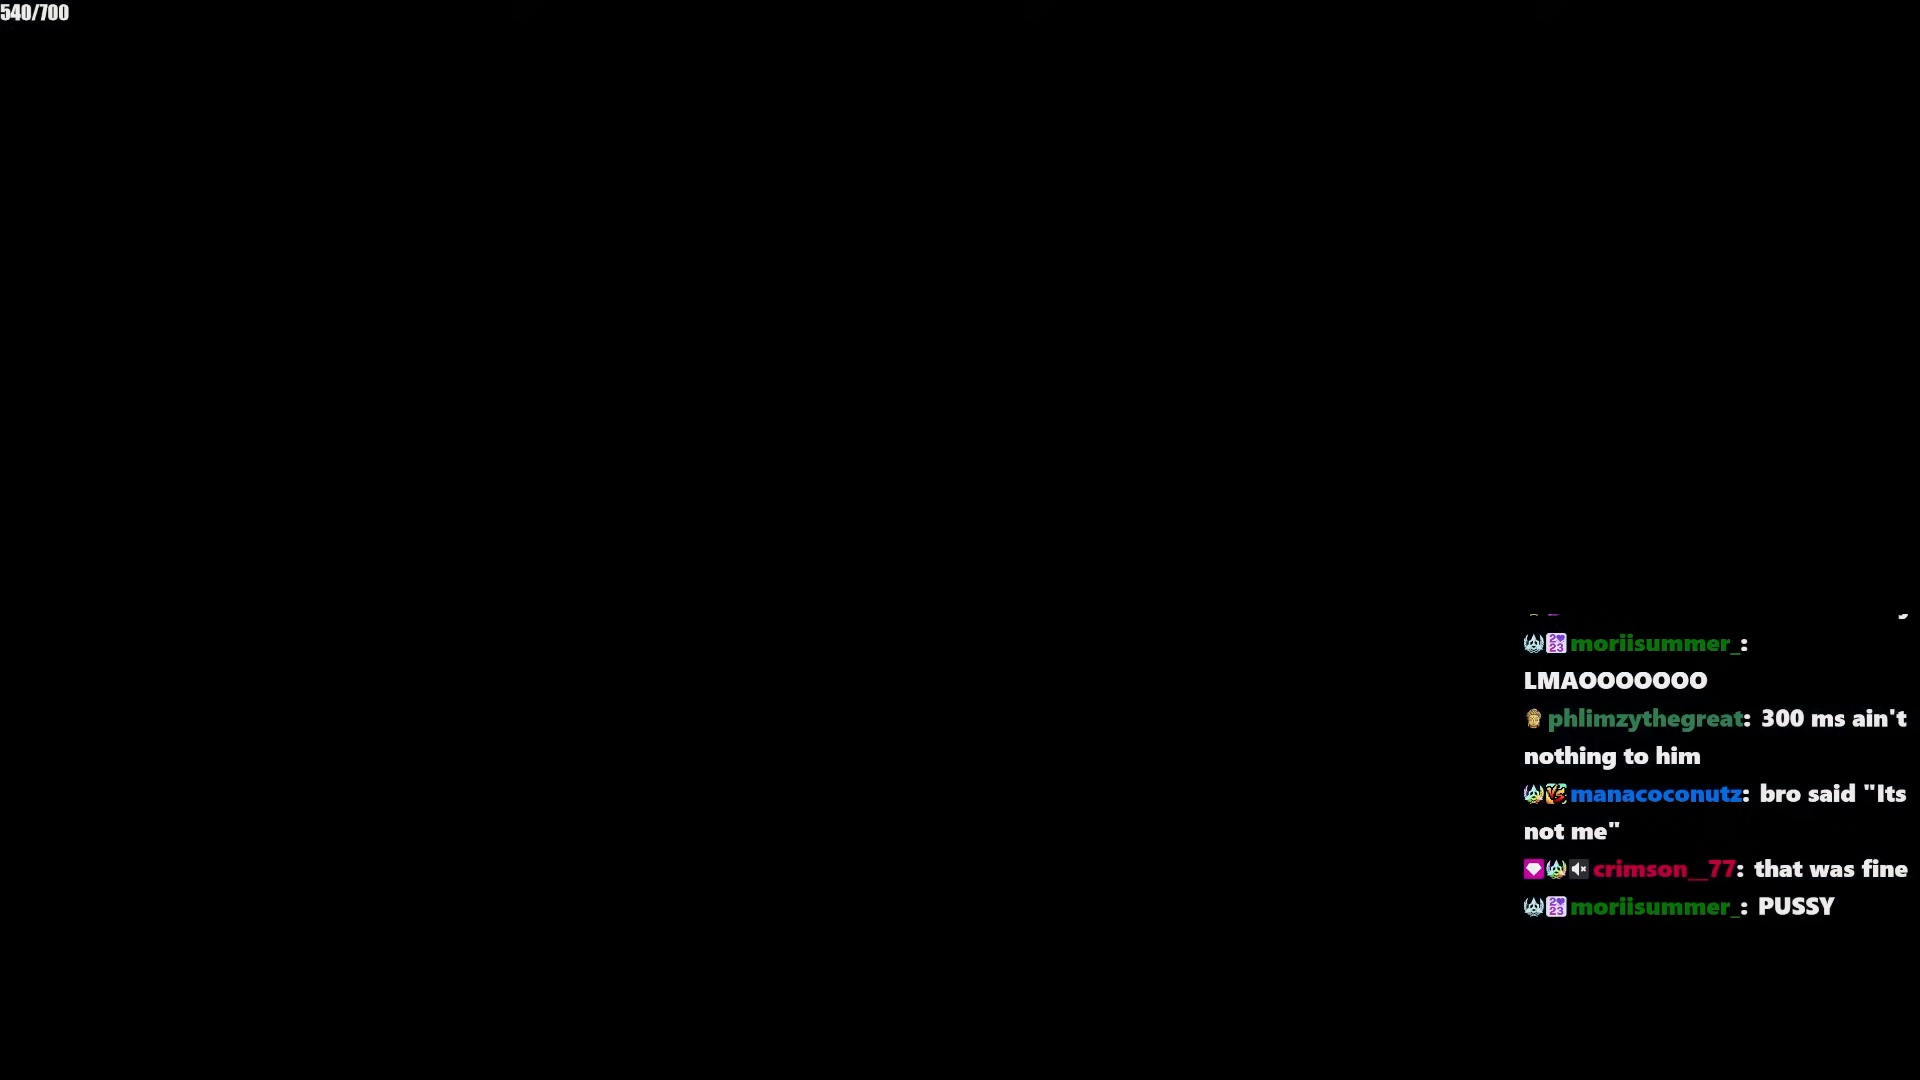 540/700
moriisummer_:
LMAOOOOOOO
phlimzythegreat: 300 ms ain't
nothing to him
manacoconutz: bro said "Its
not me"
crimson__77: that was fine
moriisummer_: PUSSY